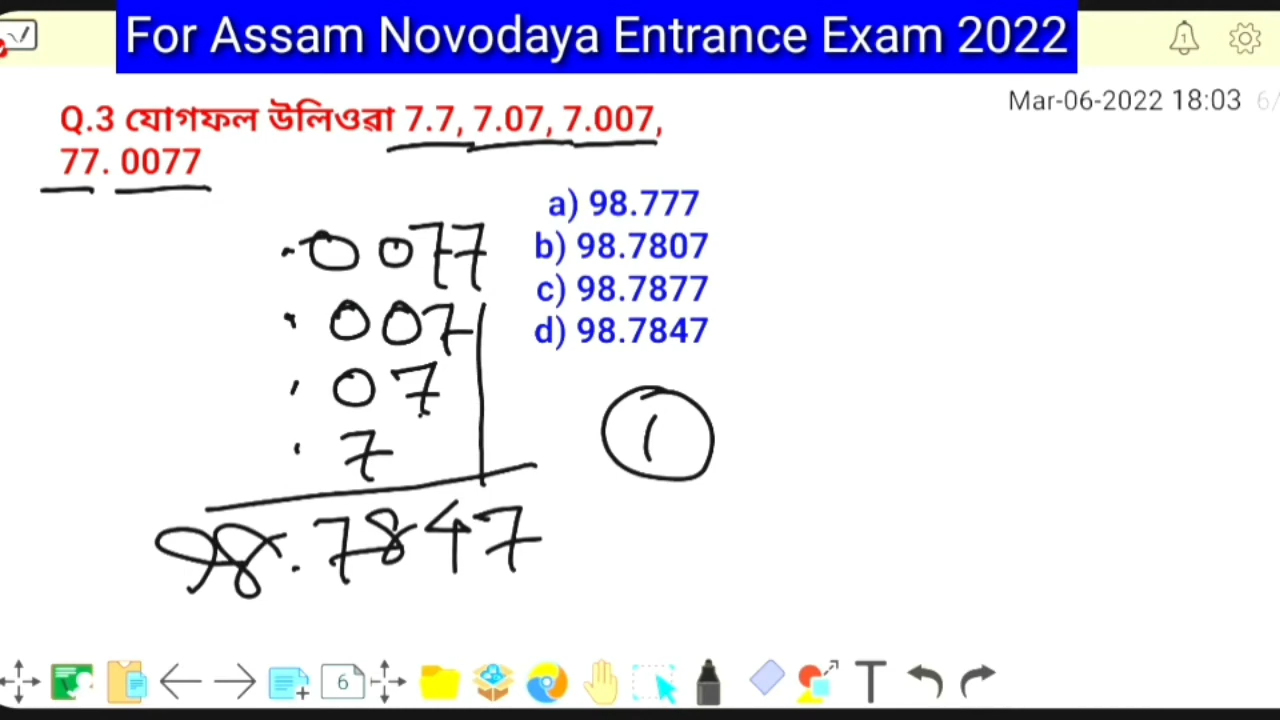 For Assam Novodaya Entrance Exam 2022
Mar-06-2022 18:03 6/
Q.3 যোগফল উলিওৱা 7.7, 7.07, 7.007,
77. 0077
a) 98.777
b) 98.7807
c) 98.7877
d) 98.7847
.0077
.007
.07
.7
98.7847
1
6
T